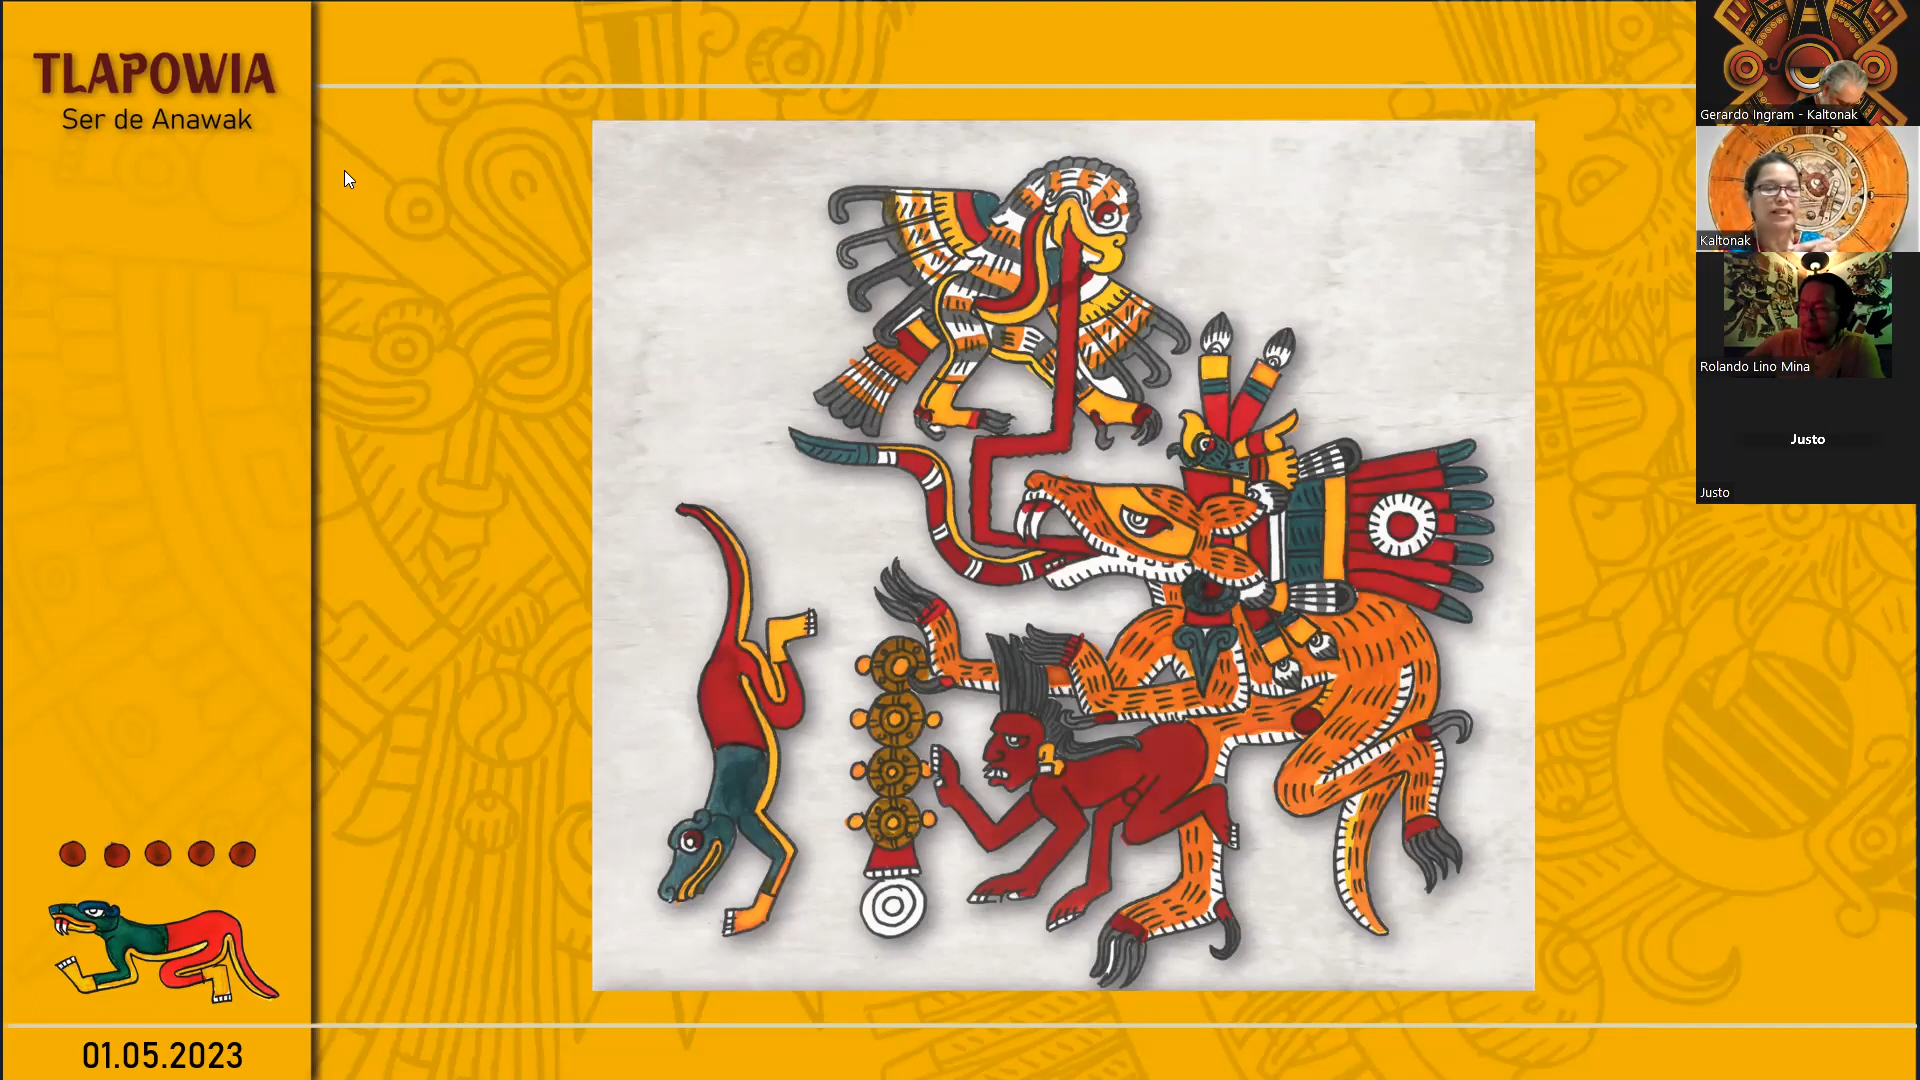 TLAPOWIA
Ser de Anawak
01.05.2023
Gerardo Ingram - Kaltonak
Kaltonak
Rolando Lino Mina
Justo
Justo